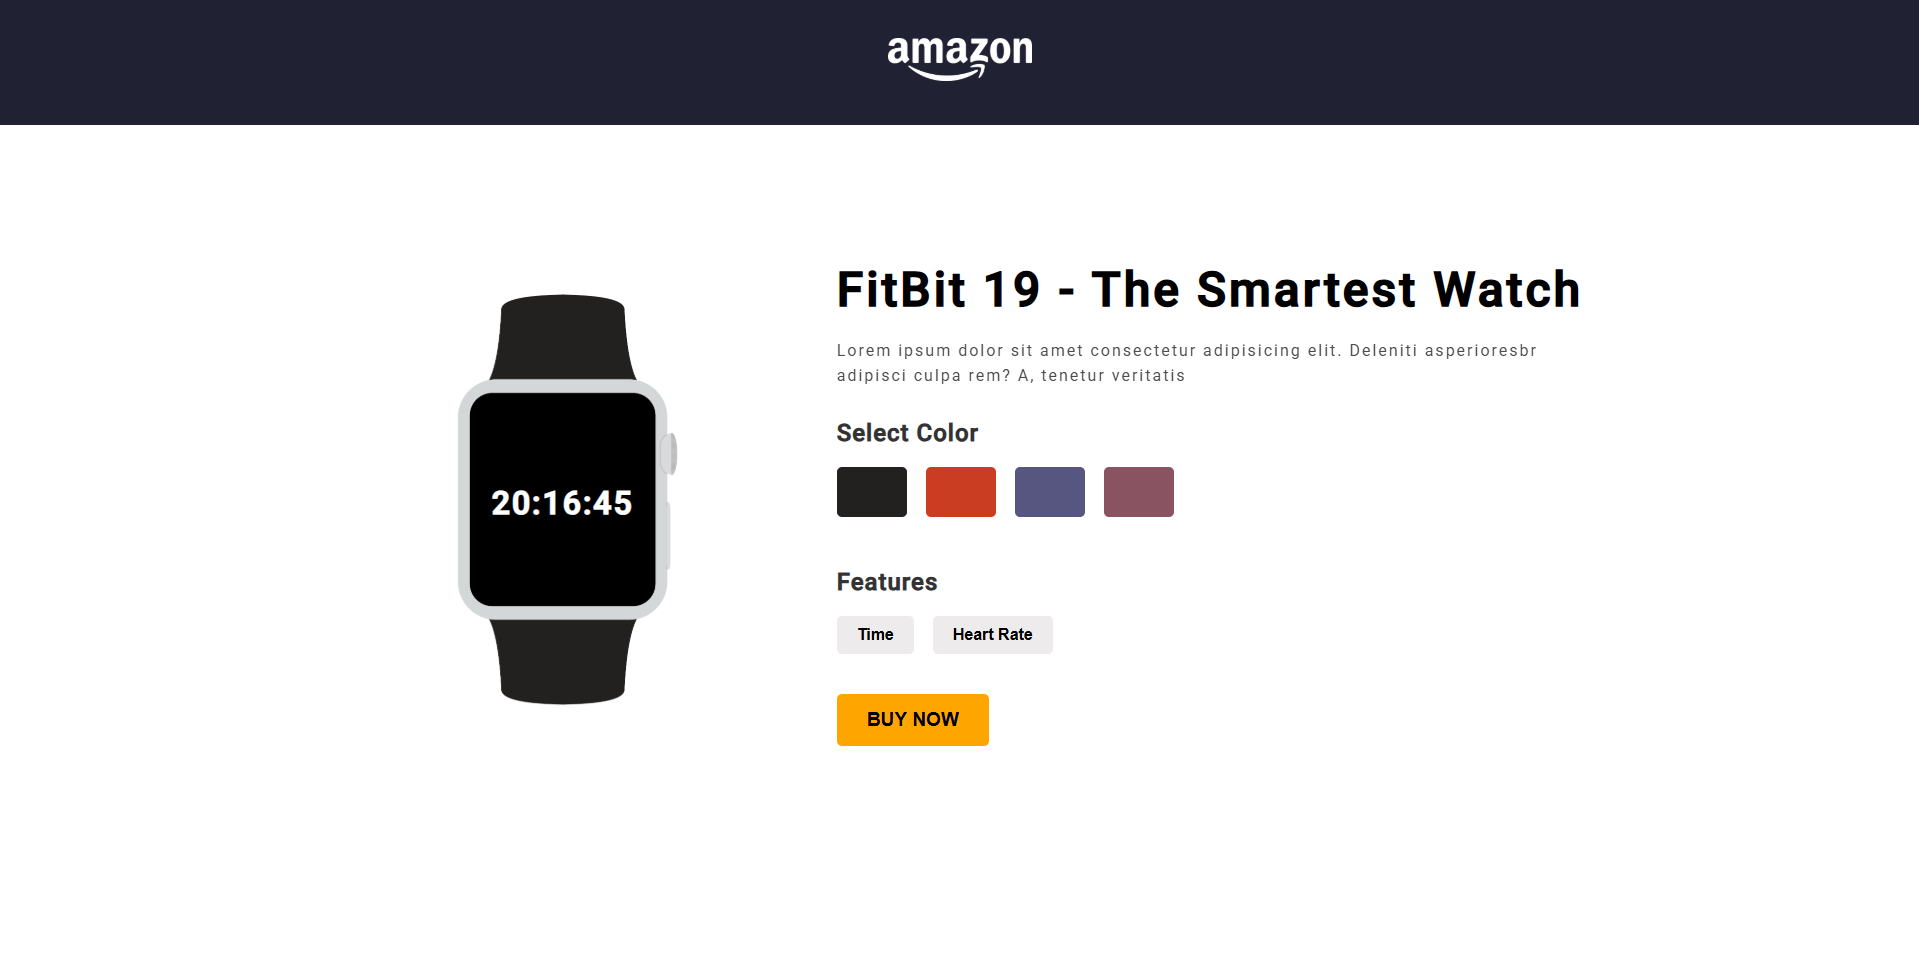 amazon
FitBit 19 - The Smartest Watch
Lorem ipsum dolor sit amet consectetur adipisicing elit. Deleniti asperioresbr
adipisci culpa rem? A, tenetur veritatis
Select Color
20:16:45
Features
Time
Heart Rate
BUY NOW